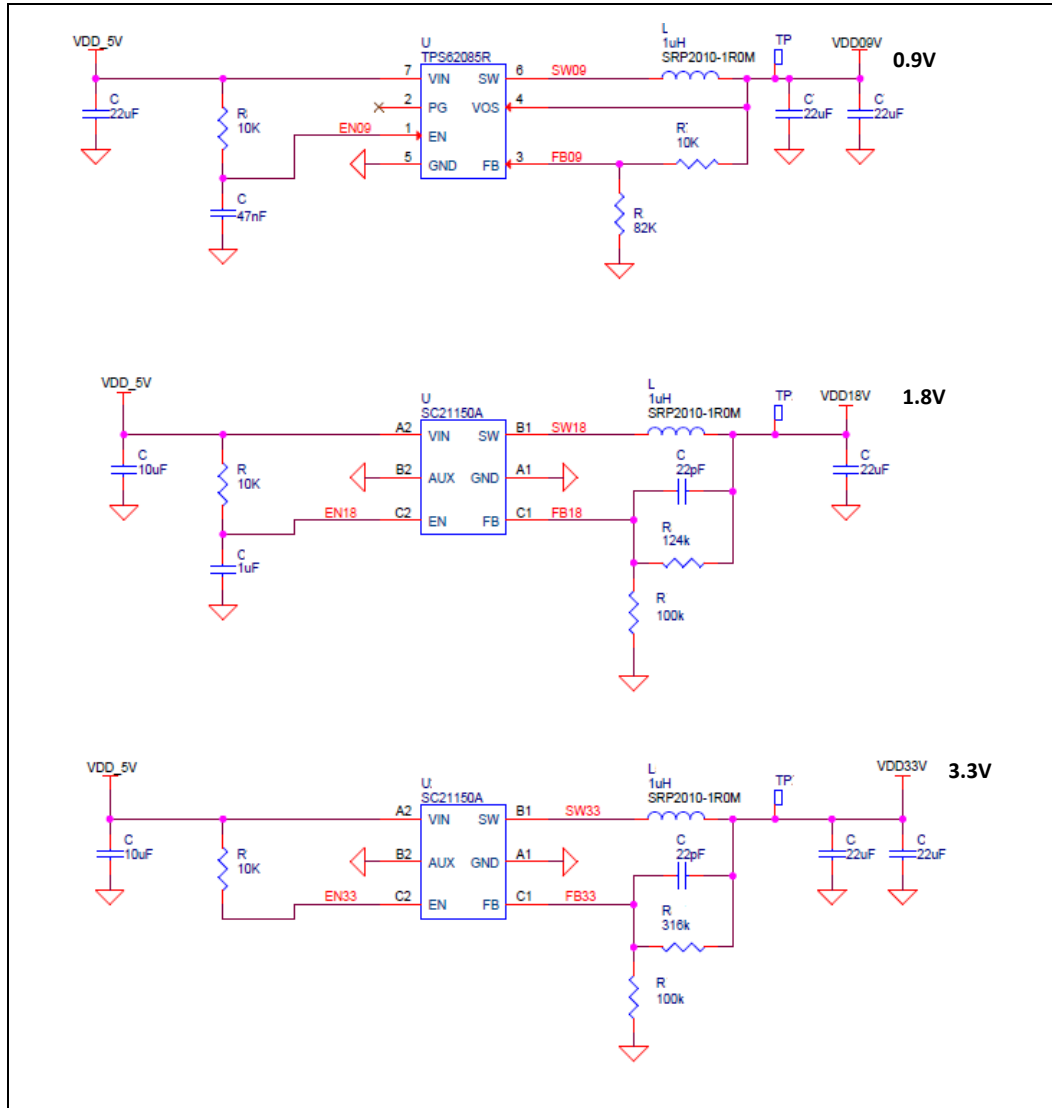 VDD_5V
C
22uF
R:
10K
C
47nF
EN09
U
TPS62085R
7
VIN
SW
6
2
PG
VOS
4
1
EN
5
GND
FB
3
SW09
FB09
L
1uH
SRP2010-1R0M
R:
10K
R
82K
TP
C:
22uF
VDD09V
C:
22uF
0.9V
VDD_5V
C
10uF
R
10K
C
1uF
EN18
U
SC21150A
A2
VIN
SW
B1
B2
AUX
GND
A1
C2
EN
FB
C1
SW18
FB18
L
1uH
SRP2010-1R0M
C
22pF
R
124k
R
100k
TP:
VDD18V
C
22uF
1.8V
VDD_5V
C
10uF
R
10K
EN33
U:
SC21150A
A2
VIN
SW
B1
B2
AUX
GND
A1
C2
EN
FB
C1
SW33
FB33
L
1uH
SRP2010-1R0M
C
22pF
R
316k
R
100k
TP:
C
22uF
VDD33V
C
22uF
3.3V